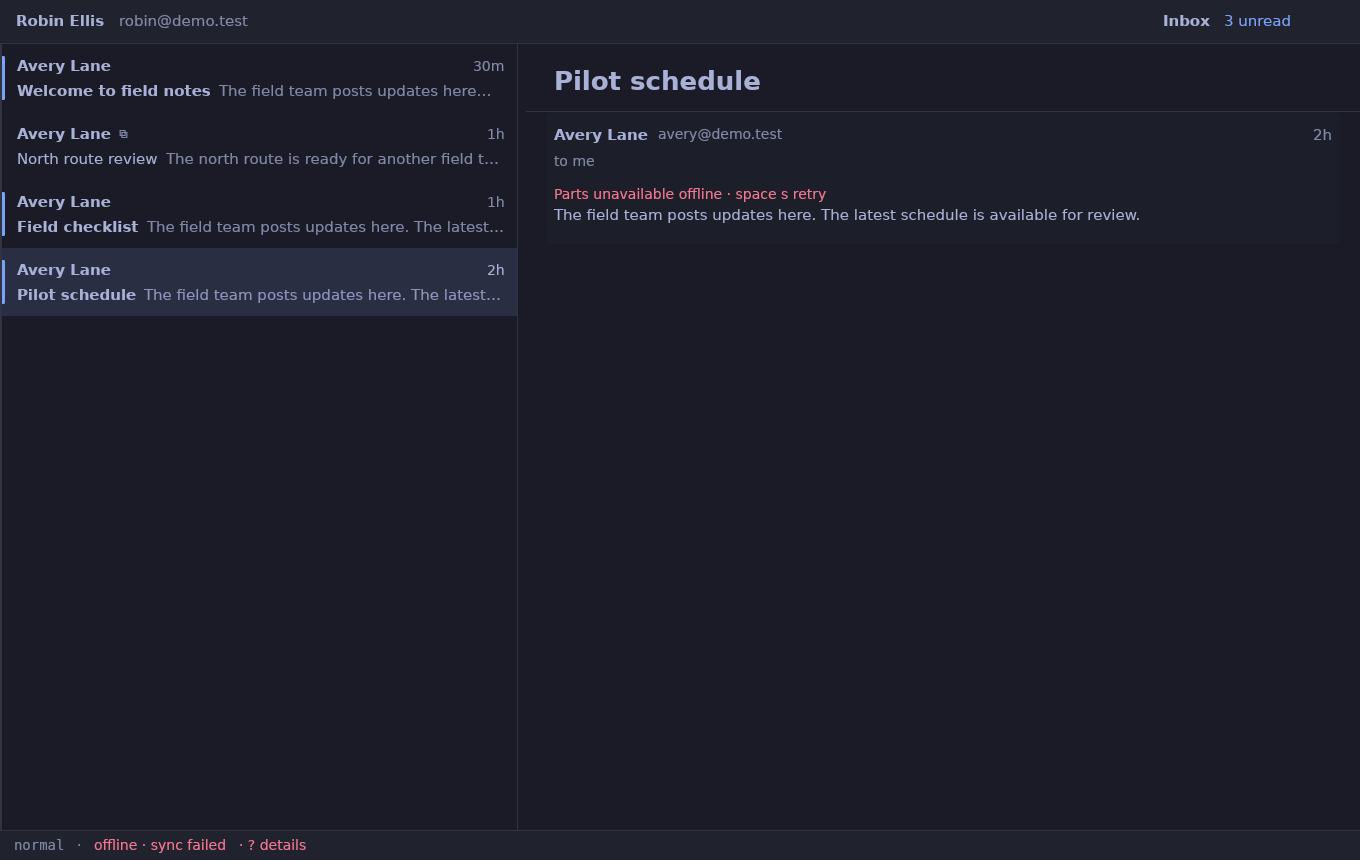 Robin Ellis robin@demo.test Inbox 3 unread
Avery Lane 30m
Welcome to field notes The field team posts updates here…
Avery Lane 1h
North route review The north route is ready for another field t…
Avery Lane 1h
Field checklist The field team posts updates here. The latest…
Avery Lane 2h
Pilot schedule The field team posts updates here. The latest…
Pilot schedule
Avery Lane avery@demo.test 2h
to me
Parts unavailable offline · space s retry
The field team posts updates here. The latest schedule is available for review.
normal · offline · sync failed · ? details